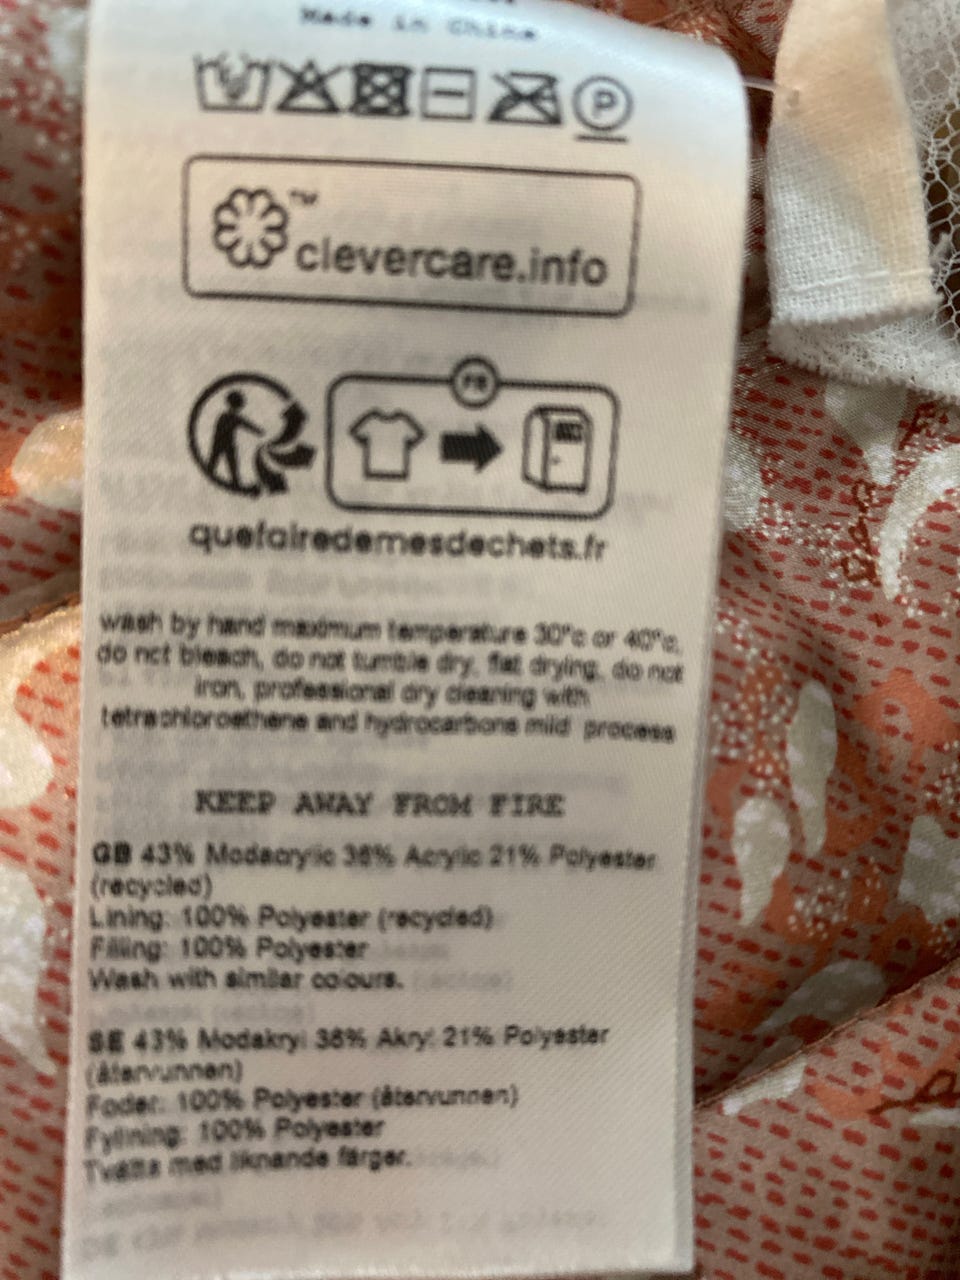 Made in China
P
TM
clevercare.info
FR
quefairedemesdechets.fr
wash by hand maximum temperature 30°c or 40°c,
do not bleach, do not tumble dry, flat drying, do not
iron, professional dry cleaning with
tetrachloroethene and hydrocarbons mild process
KEEP AWAY FROM FIRE
GB 43% Modacrylic 36% Acrylic 21% Polyester
(recycled)
Lining: 100% Polyester (recycled)
Filling: 100% Polyester
Wash with similar colours.
SE 43% Modakryl 36% Akryl 21% Polyester
(återvunnen)
Foder: 100% Polyester (återvunnen)
Fyllning: 100% Polyester
Tvätta med liknande färger.